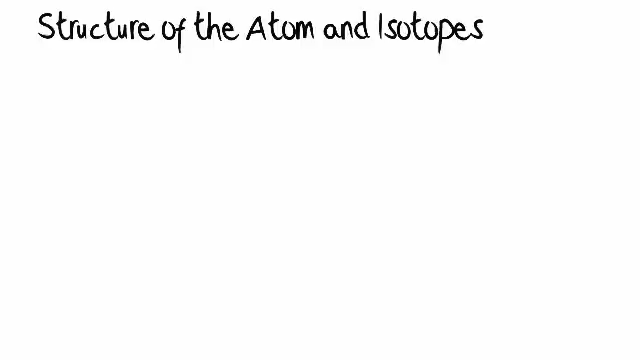 Structure of the Atom and Isotopes